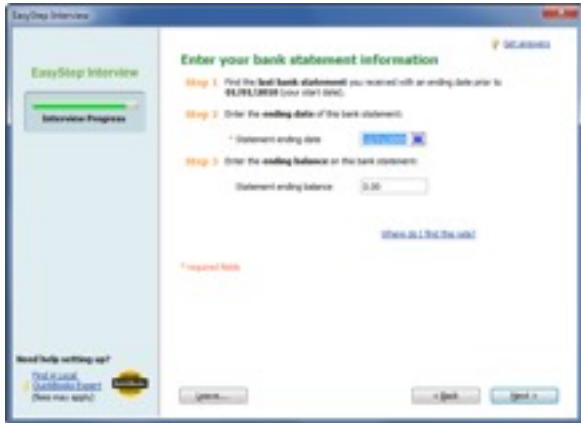 EasyStep Interview
Get answers
EasyStep Interview
Interview Progress
Enter your bank statement information
Step 1 Find the last bank statement you received with an ending date prior to
01/01/2010 (your start date).
Step 2 Enter the ending date of this bank statement:
* Statement ending date
Step 3 Enter the ending balance on the bank statement:
Statement ending balance 0.00
Where do I find this info?
* required fields
Need help setting up?
Find A Local
QuickBooks Expert
(fees may apply)
Leave...
< Back
Next >